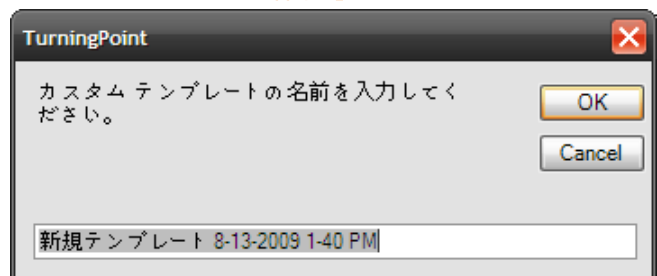 TurningPoint
カスタム テンプレートの名前を入力してく
ださい。
OK
Cancel
新規テンプレート 8-13-2009 1-40 PM